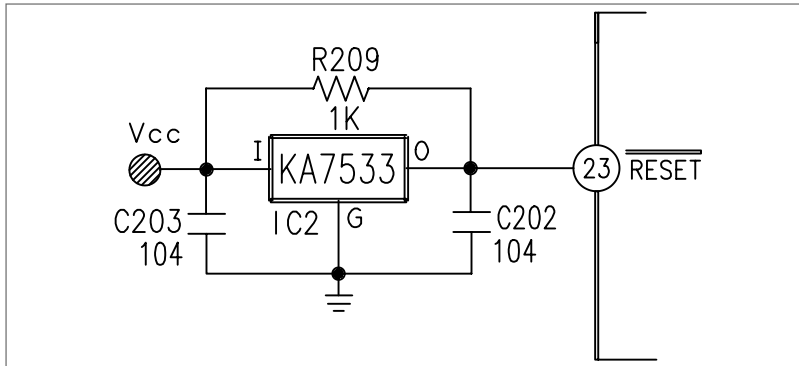 R209
1K
Vcc
I
KA7533
O
23
RESET
C203
104
IC2
G
C202
104